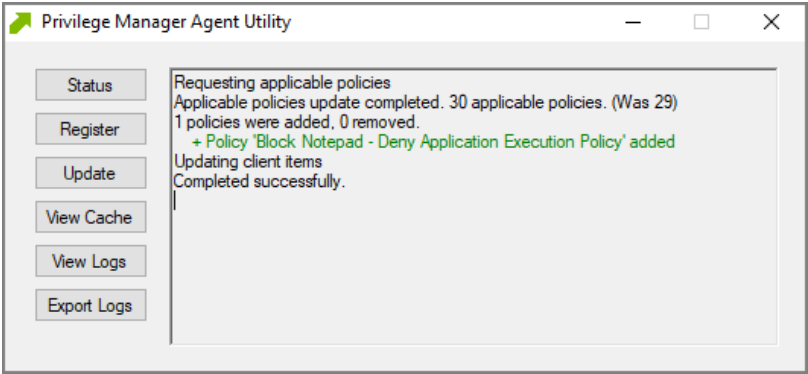 Privilege Manager Agent Utility
Status
Register
Update
View Cache
View Logs
Export Logs
Requesting applicable policies
Applicable policies update completed. 30 applicable policies. (Was 29)
1 policies were added, 0 removed.
+ Policy 'Block Notepad - Deny Application Execution Policy' added
Updating client items
Completed successfully.